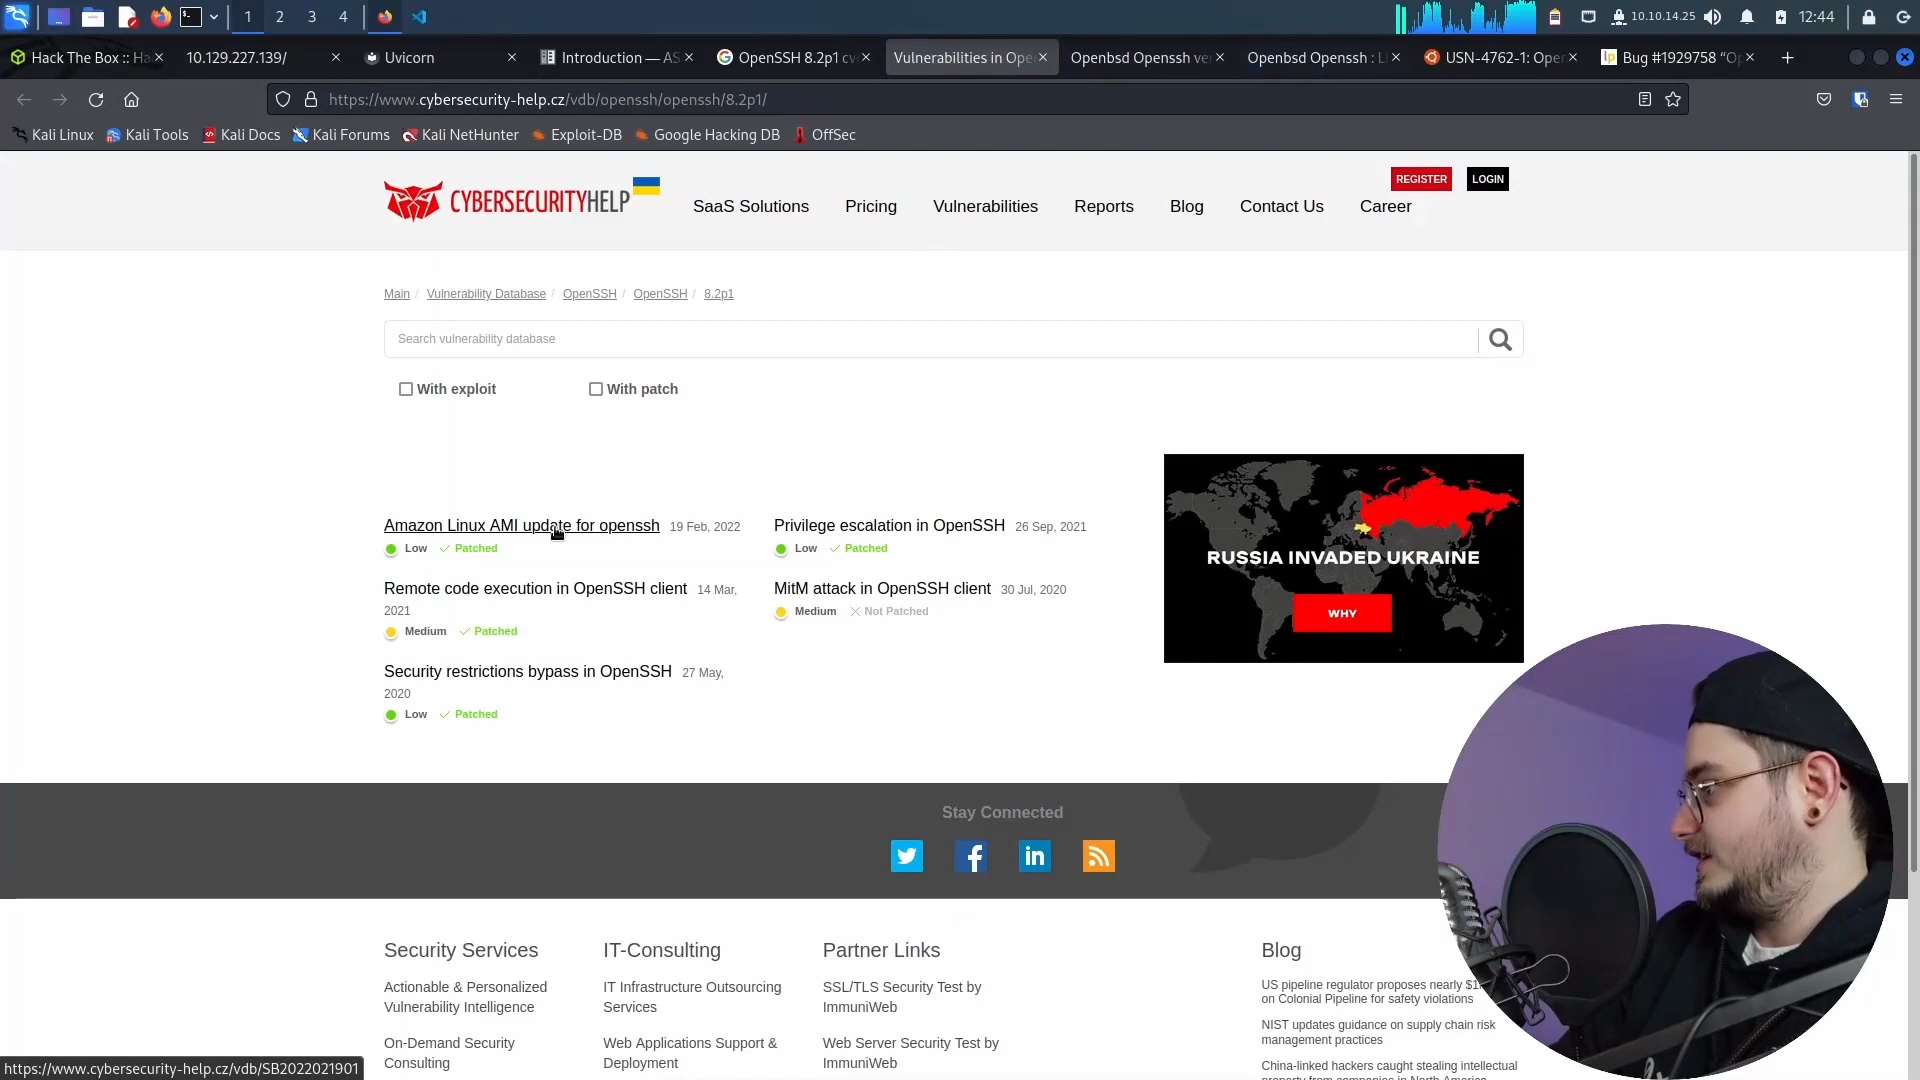 1 2 3 4
10.10.14.25
12:44
Hack The Box :: Ha
10.129.227.139/
Uvicorn
Introduction — AS
OpenSSH 8.2p1 cv
Vulnerabilities in Ope
Openbsd Openssh ve
Openbsd Openssh : Li
USN-4762-1: Ope
Bug #1929758 “Op
https://www.cybersecurity-help.cz/vdb/openssh/openssh/8.2p1/
Kali Linux
Kali Tools
Kali Docs
Kali Forums
Kali NetHunter
Exploit-DB
Google Hacking DB
OffSec
REGISTER
LOGIN
CYBERSECURITYHELP
SaaS Solutions
Pricing
Vulnerabilities
Reports
Blog
Contact Us
Career
Main / Vulnerability Database / OpenSSH / OpenSSH / 8.2p1
Search vulnerability database
With exploit
With patch
Amazon Linux AMI update for openssh 19 Feb, 2022
Low Patched
Privilege escalation in OpenSSH 26 Sep, 2021
Low Patched
Remote code execution in OpenSSH client 14 Mar,
2021
Medium Patched
MitM attack in OpenSSH client 30 Jul, 2020
Medium Not Patched
Security restrictions bypass in OpenSSH 27 May,
2020
Low Patched
RUSSIA INVADED UKRAINE
WHY
Stay Connected
Security Services
Actionable & Personalized
Vulnerability Intelligence
On-Demand Security
Consulting
IT-Consulting
IT Infrastructure Outsourcing
Services
Web Applications Support &
Deployment
Partner Links
SSL/TLS Security Test by
ImmuniWeb
Web Server Security Test by
ImmuniWeb
Blog
US pipeline regulator proposes nearly
on Colonial Pipeline for safety violations
NIST updates guidance on supply chain risk
management practices
China-linked hackers caught stealing intellectual
https://www.cybersecurity-help.cz/vdb/SB2022021901